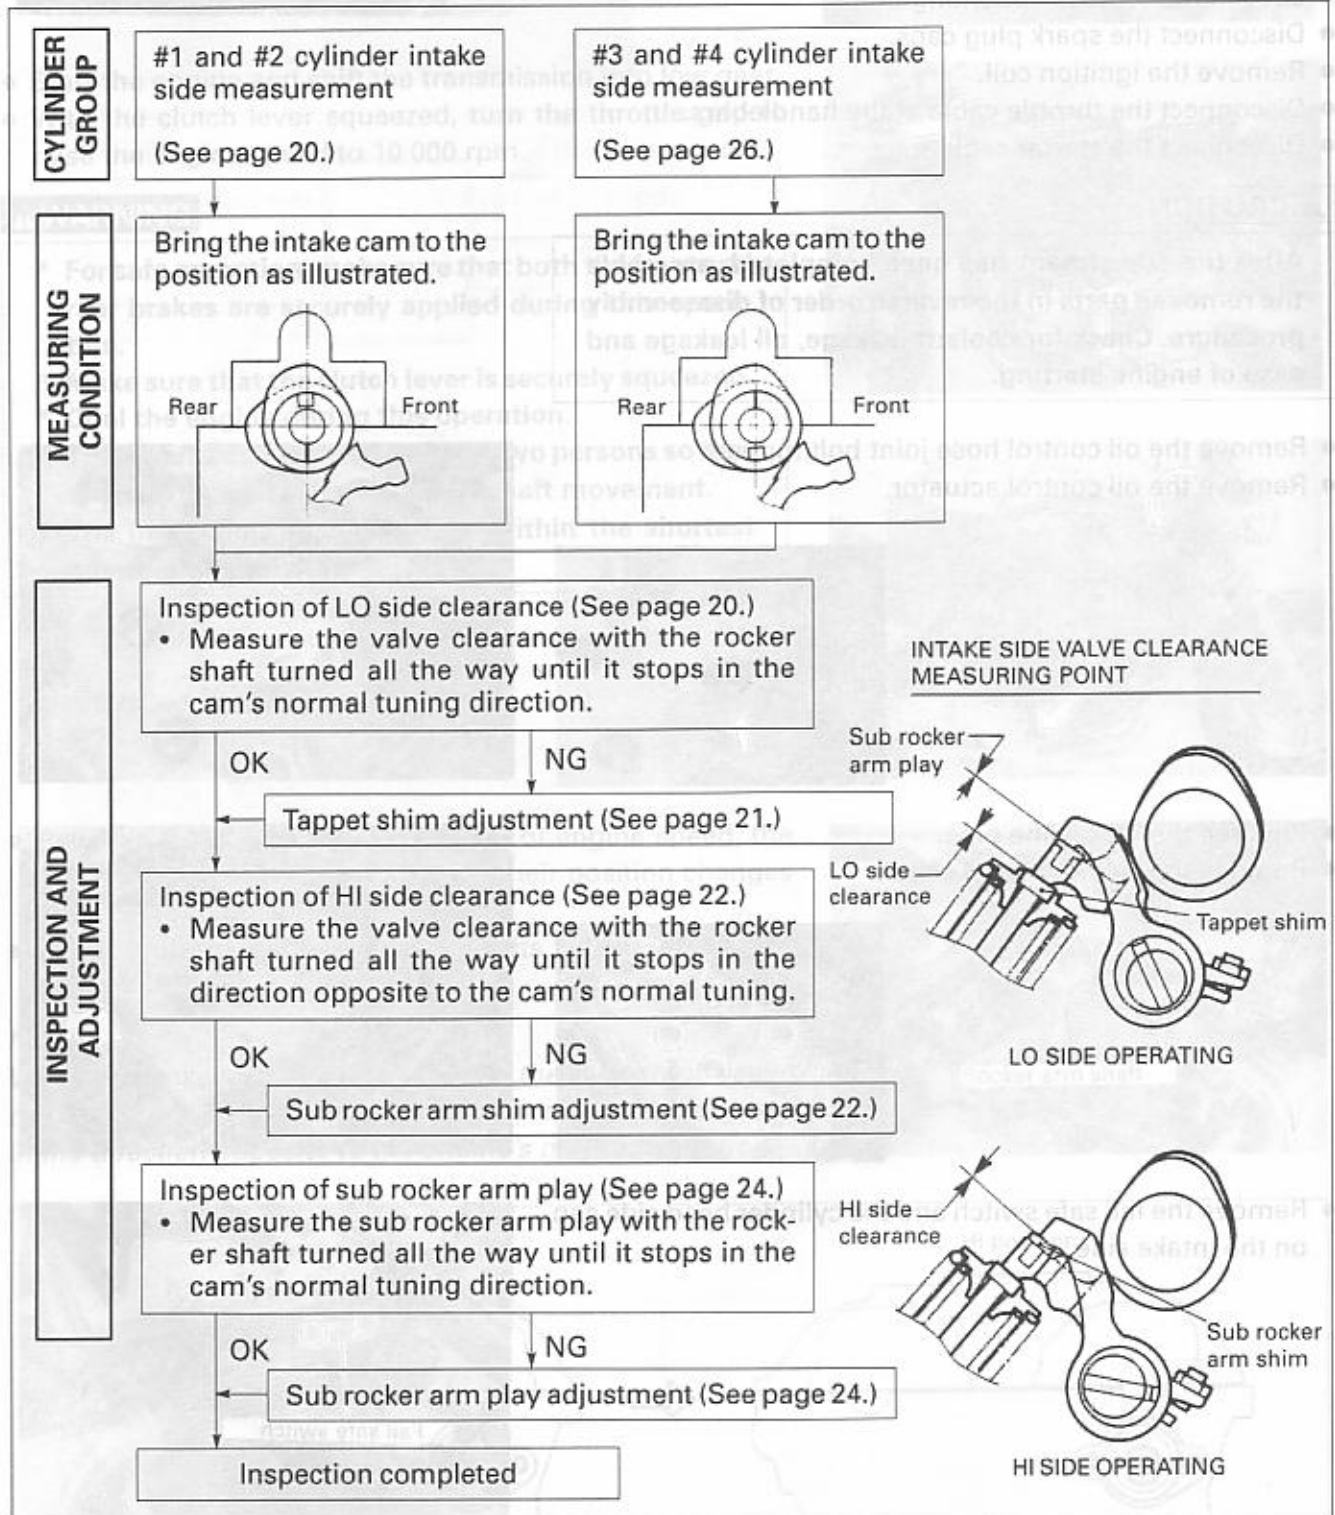 CYLINDER
GROUP
#1 and #2 cylinder intake
side measurement
(See page 20.)
#3 and #4 cylinder intake
side measurement
(See page 26.)
MEASURING
CONDITION
Bring the intake cam to the
position as illustrated.
Rear
Front
Bring the intake cam to the
position as illustrated.
Rear
Front
INSPECTION AND
ADJUSTMENT
Inspection of LO side clearance (See page 20.)
• Measure the valve clearance with the rocker
shaft turned all the way until it stops in the
cam's normal tuning direction.
OK
NG
Tappet shim adjustment (See page 21.)
Inspection of HI side clearance (See page 22.)
• Measure the valve clearance with the rocker
shaft turned all the way until it stops in the
direction opposite to the cam's normal tuning.
OK
NG
Sub rocker arm shim adjustment (See page 22.)
Inspection of sub rocker arm play (See page 24.)
• Measure the sub rocker arm play with the rock-
er shaft turned all the way until it stops in the
cam's normal tuning direction.
OK
NG
Sub rocker arm play adjustment (See page 24.)
Inspection completed
INTAKE SIDE VALVE CLEARANCE
MEASURING POINT
Sub rocker
arm play
LO side
clearance
Tappet shim
LO SIDE OPERATING
HI side
clearance
Sub rocker
arm shim
HI SIDE OPERATING